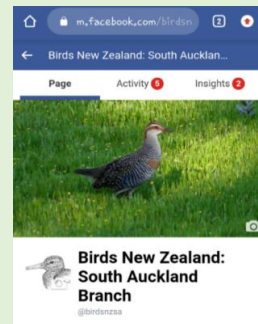 m.facebook.com/birdsn
2
Birds New Zealand: South Aucklan...
Page Activity 5 Insights 2
Birds New Zealand:
South Auckland
Branch
@birdsnzsa